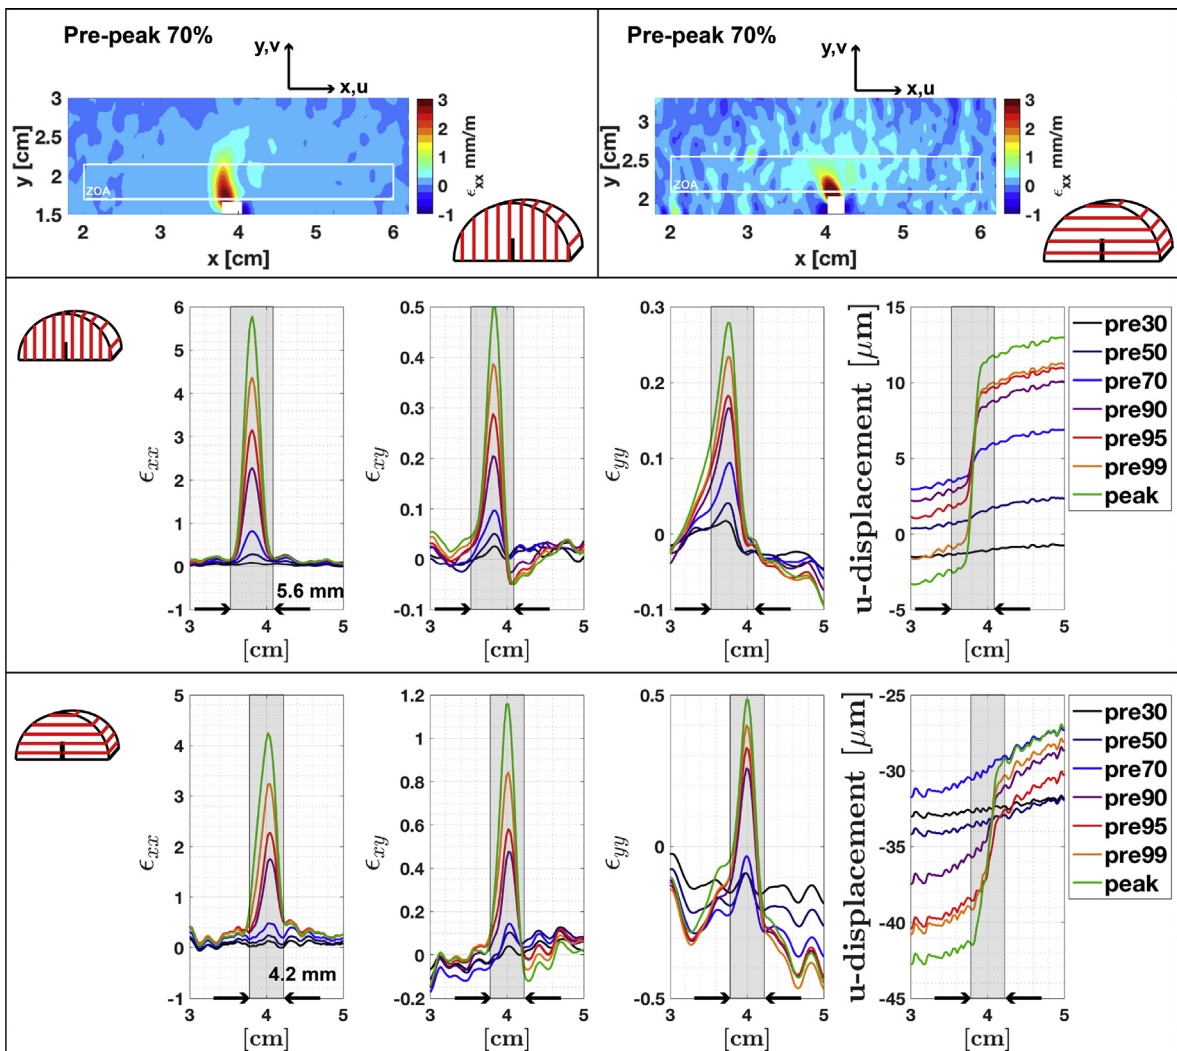 Pre-peak 70%
y,v
x,u
3
2.5
2
1.5
y [cm]
ZOA
2
3
4
5
6
x [cm]
3
2
1
0
-1
ϵxx mm/m
Pre-peak 70%
y,v
x,u
3
2.5
2
y [cm]
ZOA
2
3
4
5
6
x [cm]
3
2
1
0
-1
ϵxx mm/m
6
5
4
3
2
1
0
-1
ϵxx
5.6 mm
3
4
5
[cm]
0.5
0.4
0.3
0.2
0.1
0
-0.1
ϵxy
3
4
5
[cm]
0.3
0.2
0.1
0
-0.1
ϵyy
3
4
5
[cm]
15
10
5
0
-5
u-displacement [μm]
3
4
5
[cm]
pre30
pre50
pre70
pre90
pre95
pre99
peak
5
4
3
2
1
0
-1
ϵxx
4.2 mm
3
4
5
[cm]
1.2
1
0.8
0.6
0.4
0.2
0
-0.2
ϵxy
3
4
5
[cm]
0.5
0
-0.5
ϵyy
3
4
5
[cm]
-25
-30
-35
-40
-45
u-displacement [μm]
3
4
5
[cm]
pre30
pre50
pre70
pre90
pre95
pre99
peak